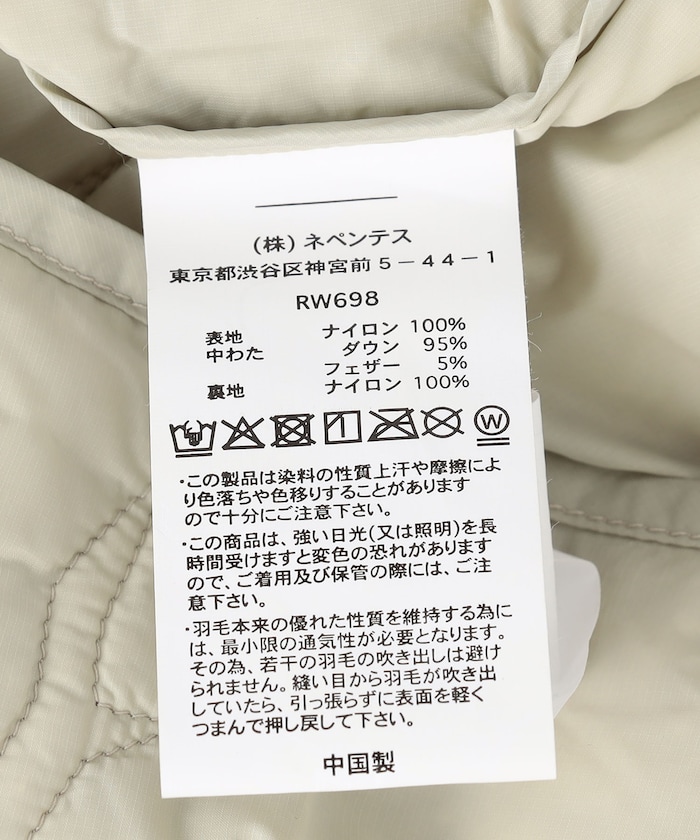 (株) ネペンテス
東京都渋谷区神宮前5－44－1
RW698
表地 ナイロン 100%
中わた ダウン 95%
フェザー 5%
裏地 ナイロン 100%
W
・この製品は染料の性質上汗や摩擦によ
り色落ちや色移りすることがあります
ので十分にご注意下さい。
・この商品は、強い日光(又は照明)を長
時間受けますと変色の恐れがあります
ので、ご着用及び保管の際には、ご注
意下さい。
・羽毛本来の優れた性質を維持する為に
は、最小限の通気性が必要となります。
その為、若干の羽毛の吹き出しは避け
られません。縫い目から羽毛が吹き出
していたら、引っ張らずに表面を軽く
つまんで押し戻して下さい。
中国製